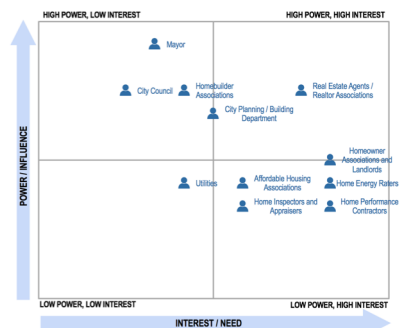 HIGH POWER, LOW INTEREST
HIGH POWER, HIGH INTEREST
Mayor
City Council
Homebuilder
Associations
Real Estate Agents /
Realtor Associations
City Planning / Building
Department
POWER / INFLUENCE
Homeowner
Associations and
Landlords
Utilities
Affordable Housing
Associations
Home Energy Raters
Home Inspectors and
Appraisers
Home Performance
Contractors
LOW POWER, LOW INTEREST
LOW POWER, HIGH INTEREST
INTEREST / NEED